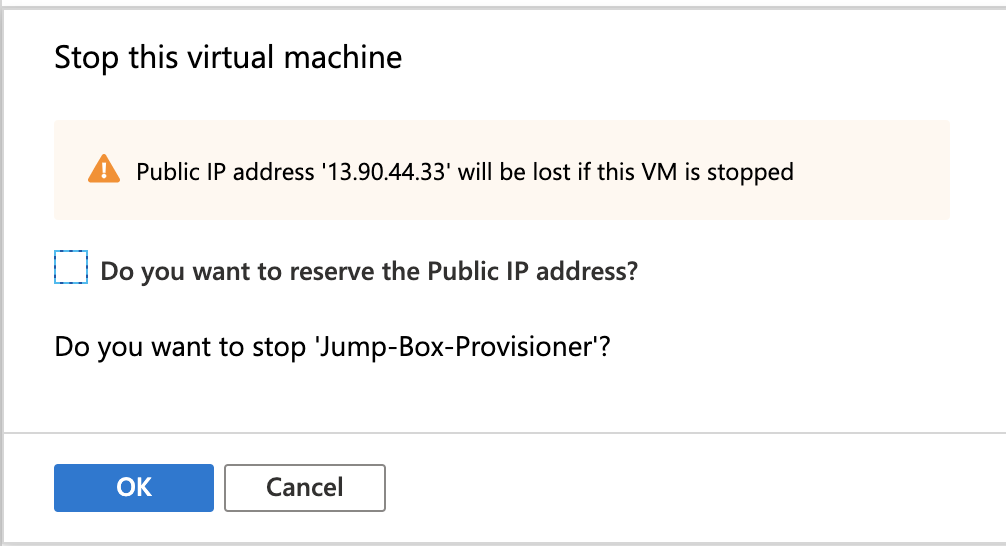 Stop this virtual machine
Public IP address '13.90.44.33' will be lost if this VM is stopped
Do you want to reserve the Public IP address?
Do you want to stop 'Jump-Box-Provisioner'?
OK
Cancel